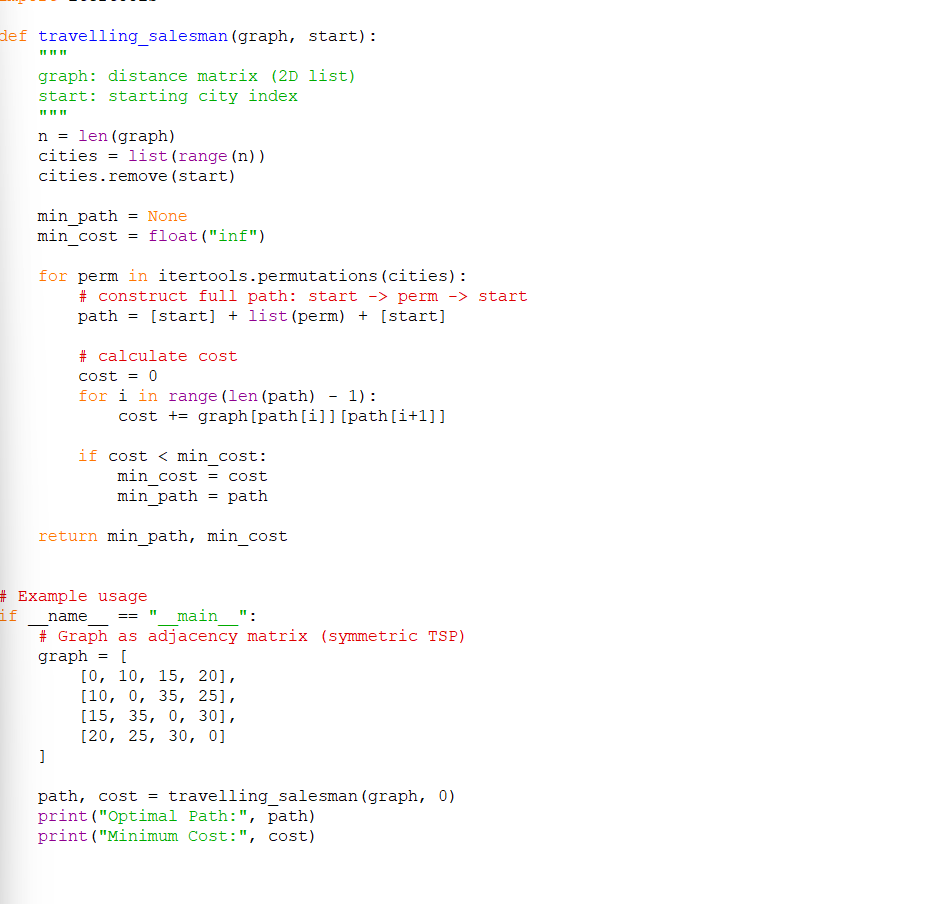 def travelling_salesman(graph, start):
"""
graph: distance matrix (2D list)
start: starting city index
"""
n = len(graph)
cities = list(range(n))
cities.remove(start)
min_path = None
min_cost = float("inf")
for perm in itertools.permutations(cities):
# construct full path: start -> perm -> start
path = [start] + list(perm) + [start]
# calculate cost
cost = 0
for i in range(len(path) - 1):
cost += graph[path[i]][path[i+1]]
if cost < min_cost:
min_cost = cost
min_path = path
return min_path, min_cost
# Example usage
if __name__ == "__main__":
# Graph as adjacency matrix (symmetric TSP)
graph = [
[0, 10, 15, 20],
[10, 0, 35, 25],
[15, 35, 0, 30],
[20, 25, 30, 0]
]
path, cost = travelling_salesman(graph, 0)
print("Optimal Path:", path)
print("Minimum Cost:", cost)